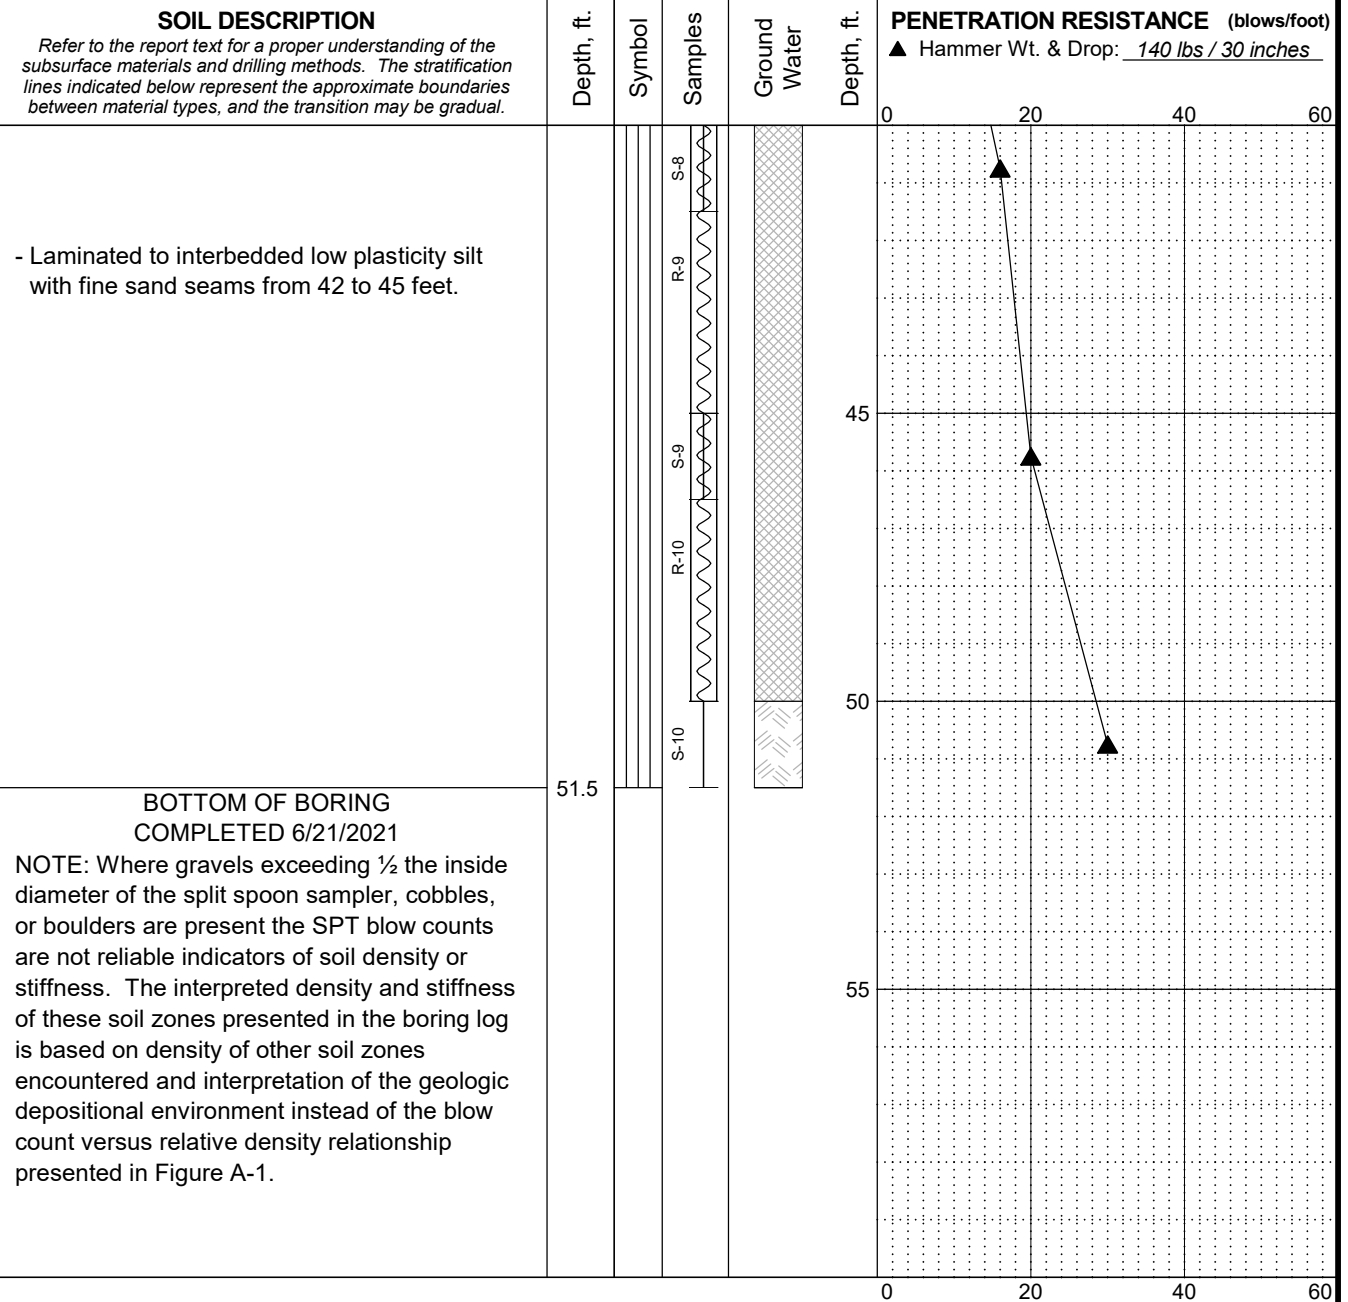 SOIL DESCRIPTION
Refer to the report text for a proper understanding of the
subsurface materials and drilling methods. The stratification
lines indicated below represent the approximate boundaries
between material types, and the transition may be gradual.
Depth, ft.
Symbol
Samples
Ground
Water
Depth, ft.
PENETRATION RESISTANCE (blows/foot)
▲ Hammer Wt. & Drop: 140 lbs / 30 inches
0 20 40 60
S-8
- Laminated to interbedded low plasticity silt
with fine sand seams from 42 to 45 feet.
R-9
45
S-9
R-10
50
S-10
51.5
BOTTOM OF BORING
COMPLETED 6/21/2021
NOTE: Where gravels exceeding ½ the inside
diameter of the split spoon sampler, cobbles,
or boulders are present the SPT blow counts
are not reliable indicators of soil density or
stiffness. The interpreted density and stiffness
of these soil zones presented in the boring log
is based on density of other soil zones
encountered and interpretation of the geologic
depositional environment instead of the blow
count versus relative density relationship
presented in Figure A-1.
55
0 20 40 60